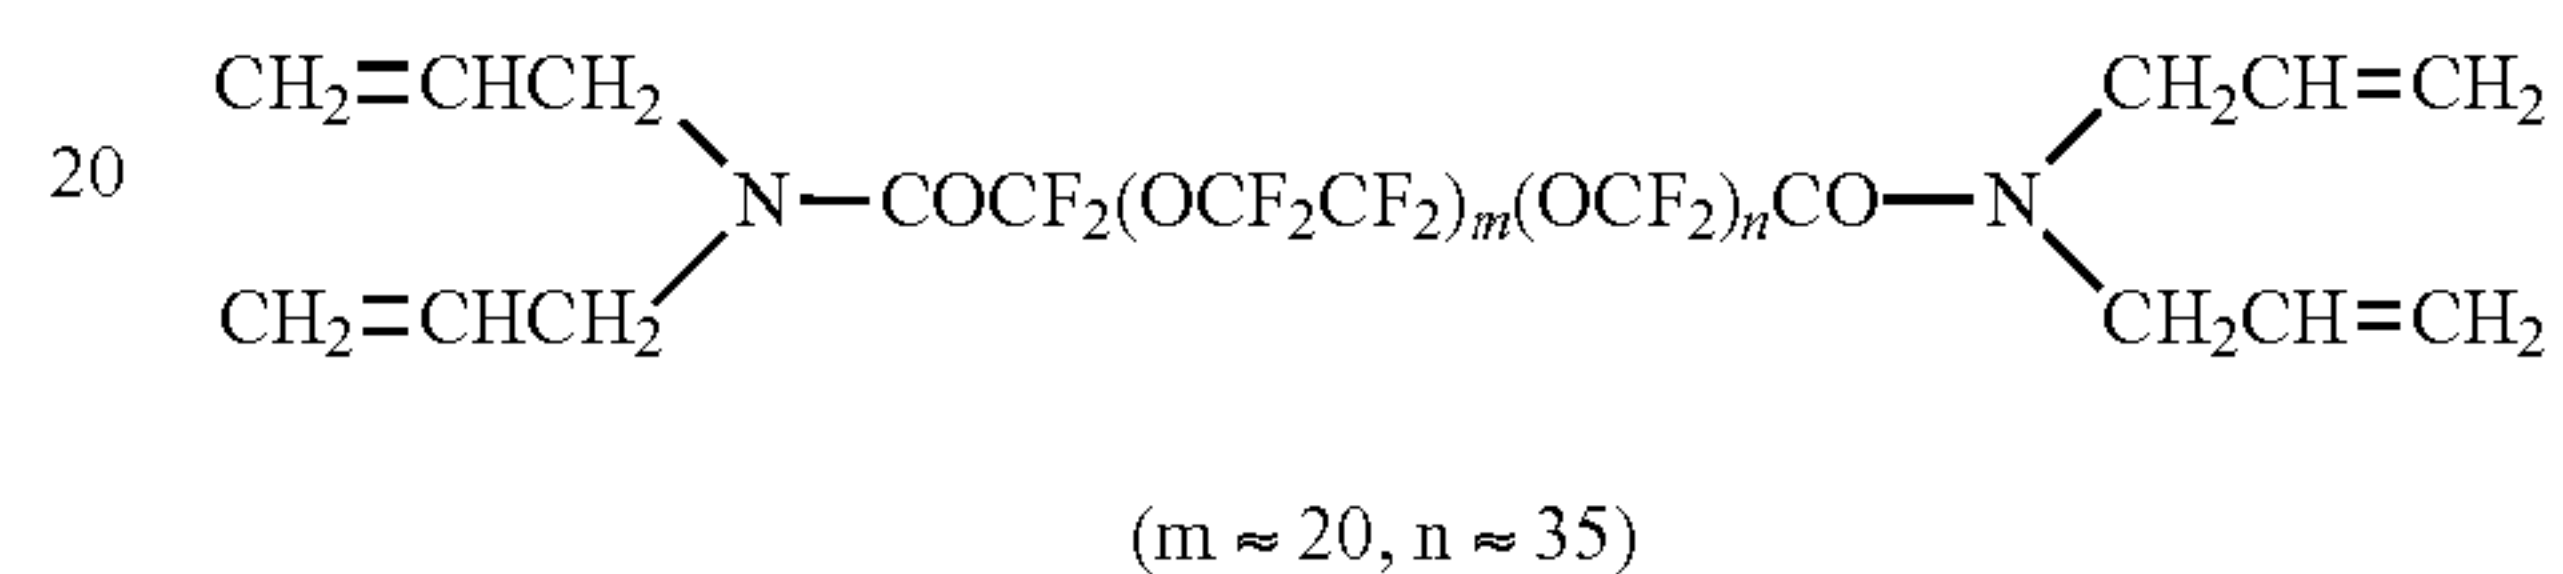 CH₂=CHCH₂ CH₂CH=CH₂
20 N—COCF₂(OCF₂CF₂)ₘ(OCF₂)ₙCO—N
CH₂=CHCH₂ CH₂CH=CH₂
(m ≈ 20, n ≈ 35)